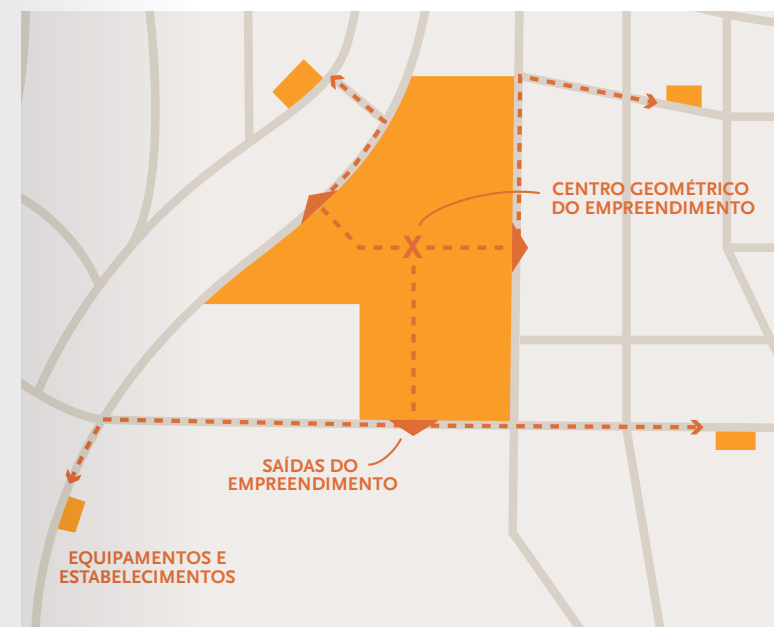 CENTRO GEOMÉTRICO
DO EMPREENDIMENTO
X
SAÍDAS DO
EMPREENDIMENTO
EQUIPAMENTOS E
ESTABELECIMENTOS